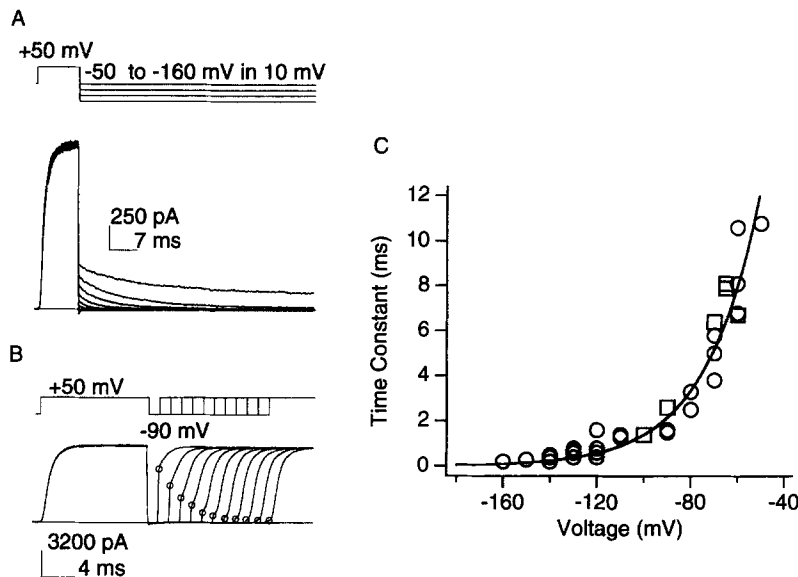 A
+50 mV
-50 to -160 mV in 10 mV
250 pA
7 ms
B
+50 mV
-90 mV
3200 pA
4 ms
C
Time Constant (ms)
12
10
8
6
4
2
0
-160
-120
-80
-40
Voltage (mV)